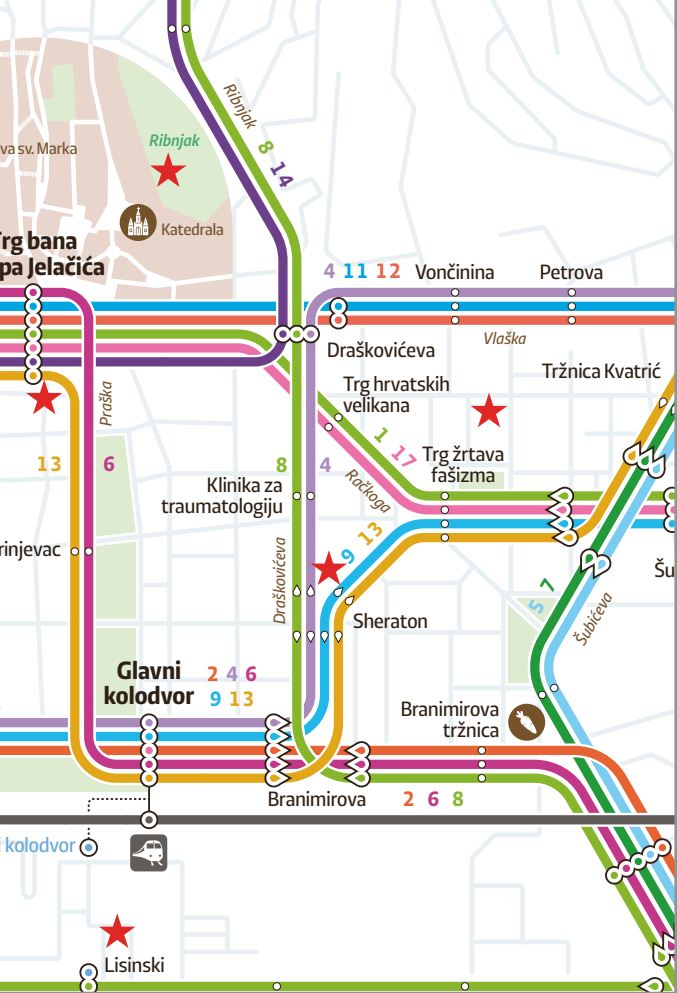 Ribnjak
8
14
Ribnjak
va sv. Marka
Katedrala
Trg bana
pa Jelačića
4 11 12
Vončinina
Petrova
Vlaška
Draškovićeva
Tržnica Kvatrić
Trg hrvatskih
velikana
Praška
13
6
1 17
Račkoga
Trg žrtava
fašizma
8
4
Klinika za
traumatologiju
rinjevac
Draškovićeva
9 13
Sheraton
Šu
5 7
Šubićeva
Glavni
kolodvor
2 4 6
9 13
Branimirova
tržnica
Branimirova
2 6 8
i kolodvor
Lisinski